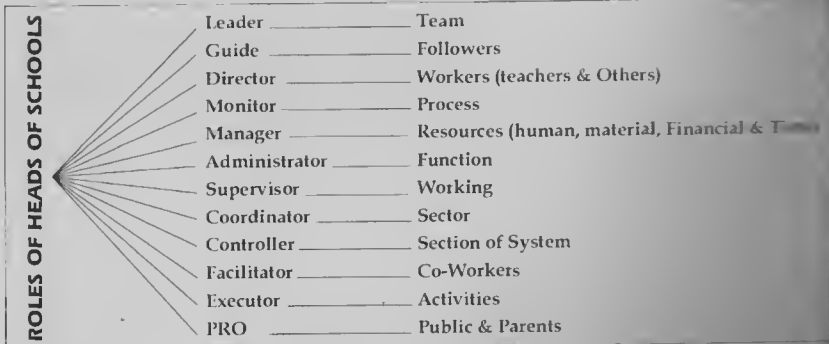 ROLES OF HEADS OF SCHOOLS
Leader Team
Guide Followers
Director Workers (teachers & Others)
Monitor Process
Manager Resources (human, material, Financial &
Administrator Function
Supervisor Working
Coordinator Sector
Controller Section of System
Facilitator Co-Workers
Executor Activities
PRO Public & Parents